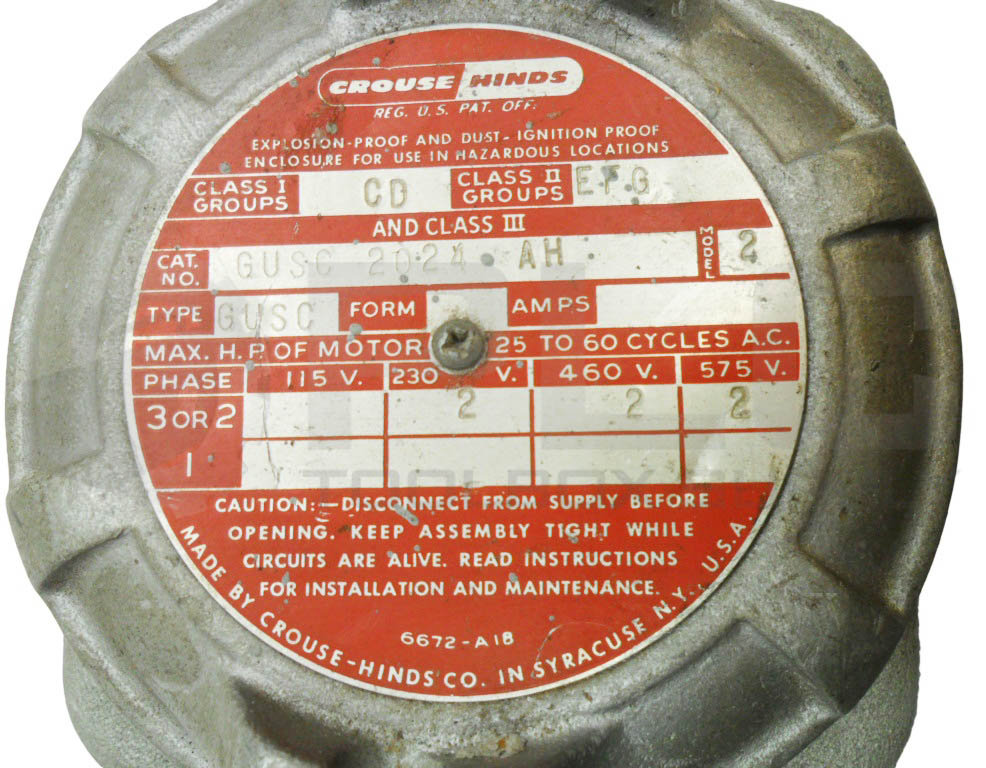 CROUSE HINDS
REG. U.S. PAT. OFF.
EXPLOSION-PROOF AND DUST-IGNITION PROOF
ENCLOSURE FOR USE IN HAZARDOUS LOCATIONS
CLASS I GROUPS CD CLASS II GROUPS EFG
AND CLASS III
CAT. NO. GUSC 2024 AH MODEL 2
TYPE GUSC FORM AMPS
MAX. H.P. OF MOTOR 25 TO 60 CYCLES A.C.
PHASE 115 V. 230 V. 460 V. 575 V.
3 OR 2 2 2 2
1
CAUTION:—DISCONNECT FROM SUPPLY BEFORE
OPENING. KEEP ASSEMBLY TIGHT WHILE
CIRCUITS ARE ALIVE. READ INSTRUCTIONS
FOR INSTALLATION AND MAINTENANCE.
6672-A18
MADE BY CROUSE-HINDS CO. IN SYRACUSE N.Y., U.S.A.